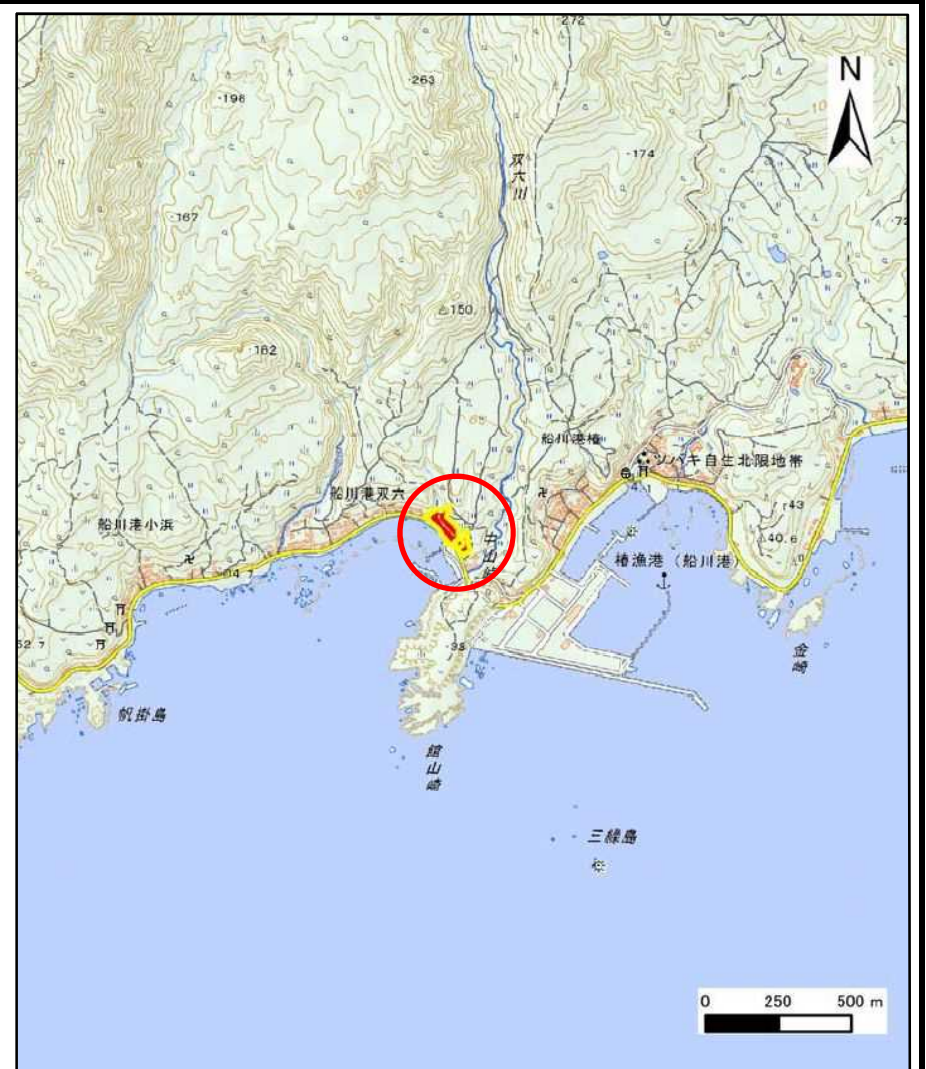 272
N
・263
・196
双六川
・174
・167
△150
・162
船川港椿
ツバキ自生北限地帯
船川港双六
船川港小浜
・43
△40.6
椿漁港（船川港）
金崎
・33
帆掛島
館山崎
三線島
0 250 500 m